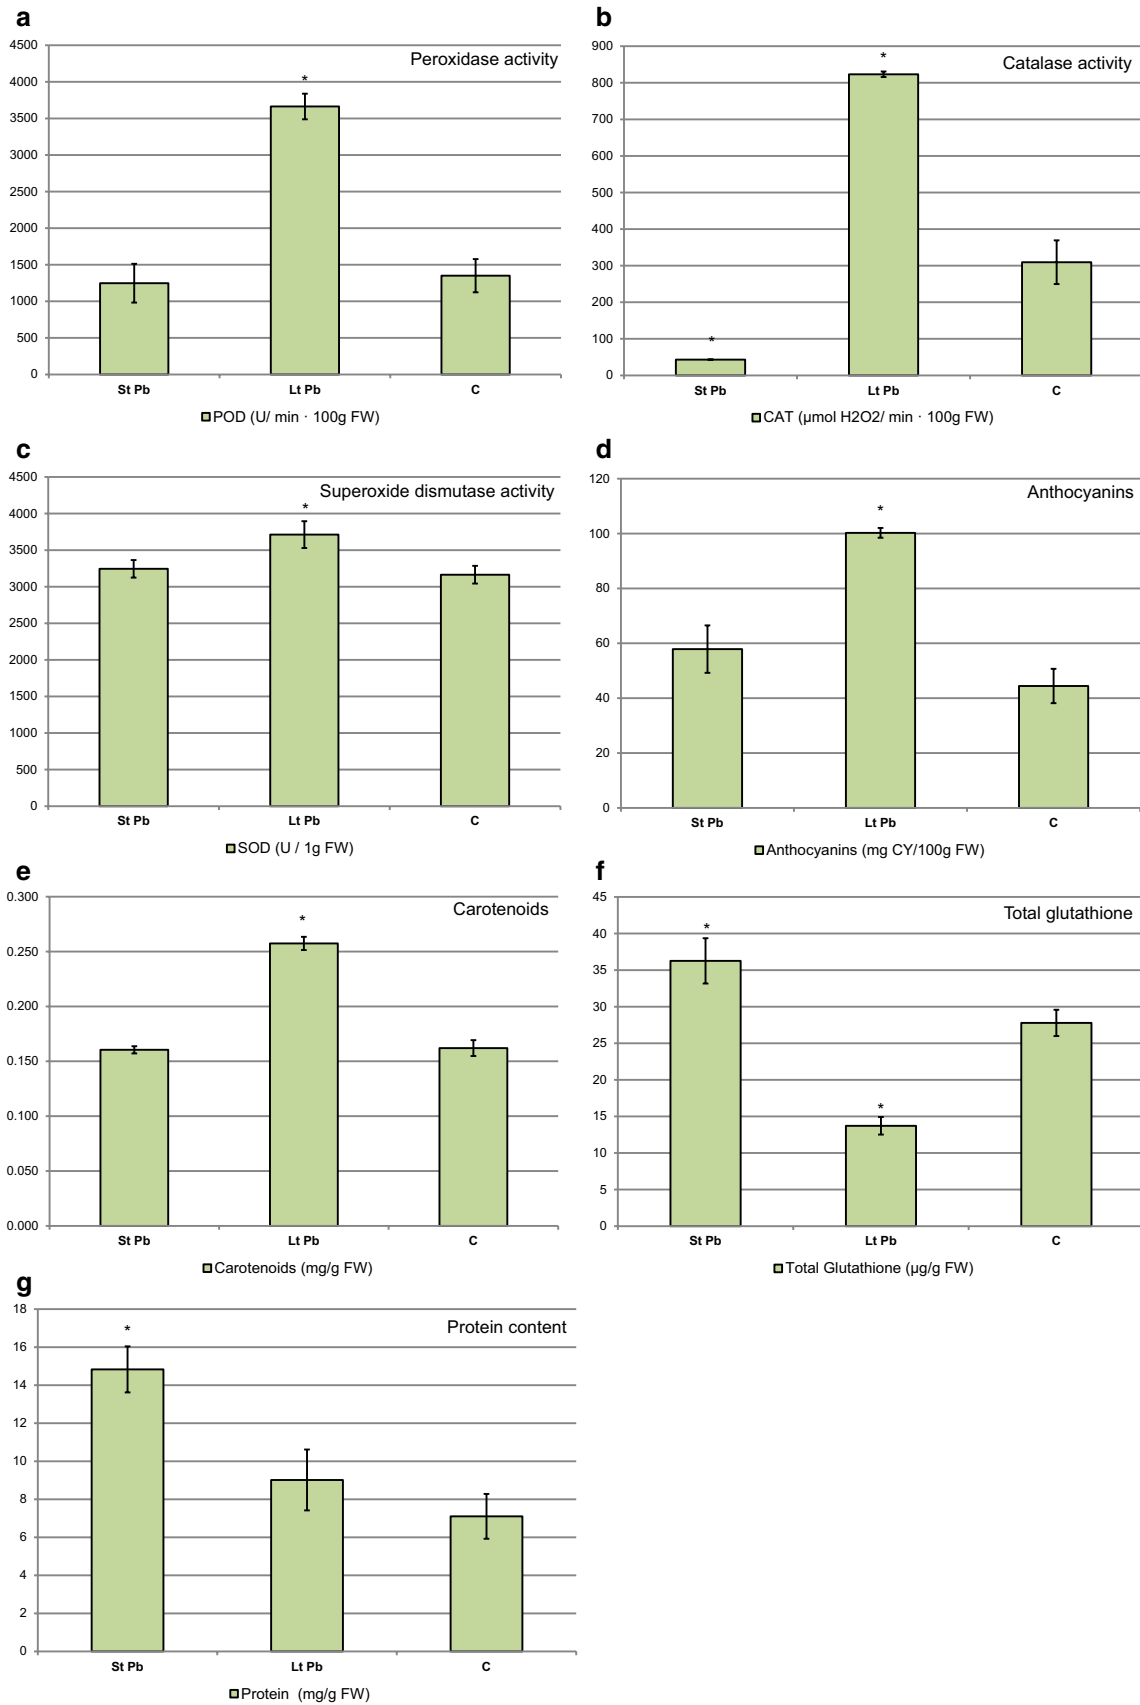 a
Peroxidase activity
4500
4000
3500
3000
2500
2000
1500
1000
500
0
*
St Pb
Lt Pb
C
POD (U/ min · 100g FW)
b
Catalase activity
900
800
700
600
500
400
300
200
100
0
*
*
St Pb
Lt Pb
C
CAT (µmol H2O2/ min · 100g FW)
c
Superoxide dismutase activity
4500
4000
3500
3000
2500
2000
1500
1000
500
0
*
St Pb
Lt Pb
C
SOD (U / 1g FW)
d
Anthocyanins
120
100
80
60
40
20
0
*
St Pb
Lt Pb
C
Anthocyanins (mg CY/100g FW)
e
Carotenoids
0.300
0.250
0.200
0.150
0.100
0.050
0.000
*
St Pb
Lt Pb
C
Carotenoids (mg/g FW)
f
Total glutathione
45
40
35
30
25
20
15
10
5
0
*
*
St Pb
Lt Pb
C
Total Glutathione (µg/g FW)
g
Protein content
18
16
14
12
10
8
6
4
2
0
*
St Pb
Lt Pb
C
Protein (mg/g FW)